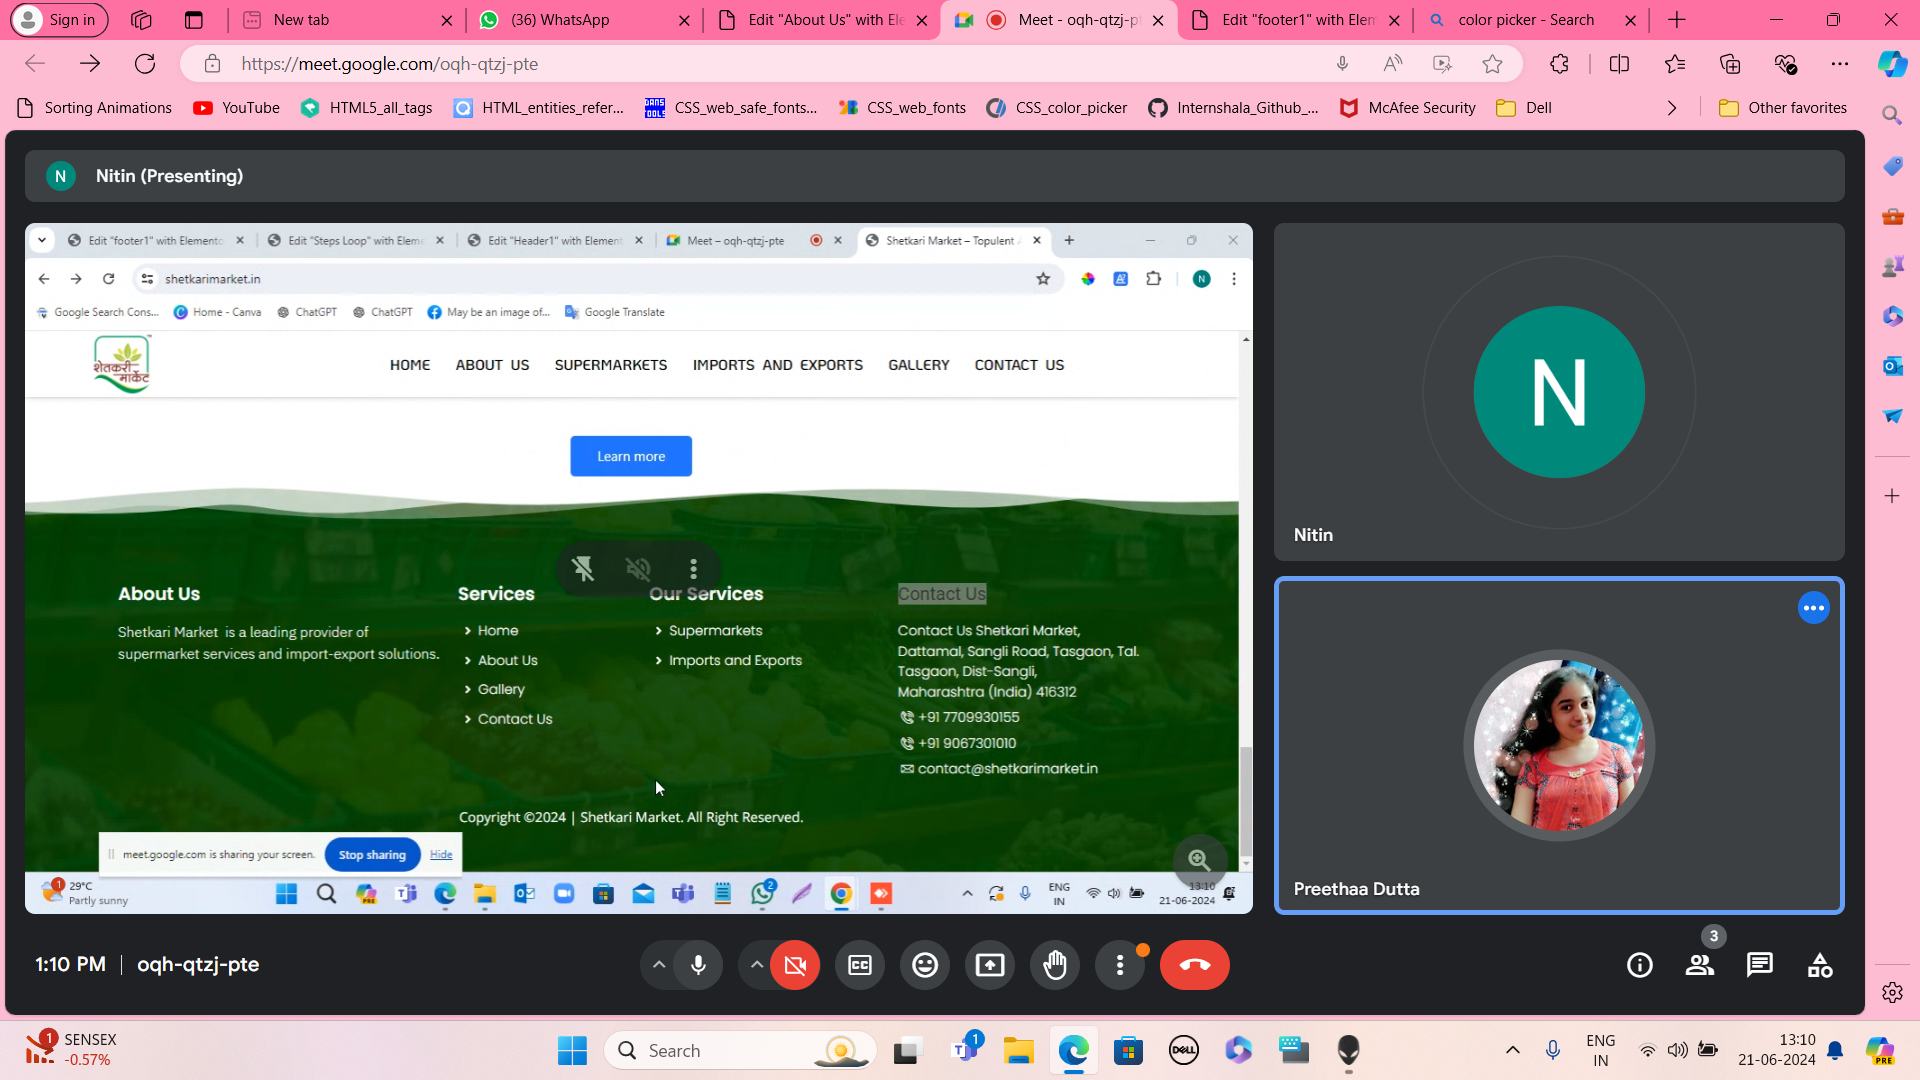 Sign in
New tab
(36) WhatsApp
Edit "About Us" with Ele
Meet - oqh-qtzj-pt
Edit "footer1" with Elem
color picker - Search
https://meet.google.com/oqh-qtzj-pte
Sorting Animations
YouTube
HTML5_all_tags
HTML_entities_refer...
CSS_web_safe_fonts...
CSS_web_fonts
CSS_color_picker
Internshala_Github_...
McAfee Security
Dell
Other favorites
N
Nitin (Presenting)
Edit "footer1" with Elemento
Edit "Steps Loop" with Eleme
Edit "Header1" with Element
Meet – oqh-qtzj-pte
Shetkari Market – Topulent A
shetkarimarket.in
N
Google Search Cons...
Home - Canva
ChatGPT
ChatGPT
May be an image of...
Google Translate
शेतकरी
मार्केट
HOME
ABOUT US
SUPERMARKETS
IMPORTS AND EXPORTS
GALLERY
CONTACT US
Learn more
About Us
Shetkari Market is a leading provider of
supermarket services and import-export solutions.
Services
Home
About Us
Gallery
Contact Us
Our Services
Supermarkets
Imports and Exports
Contact Us
Contact Us Shetkari Market,
Dattamal, Sangli Road, Tasgaon, Tal.
Tasgaon, Dist-Sangli,
Maharashtra (India) 416312
+91 7709930155
+91 9067301010
contact@shetkarimarket.in
Copyright ©2024 | Shetkari Market. All Right Reserved.
meet.google.com is sharing your screen.
Stop sharing
Hide
1
29°C
Partly sunny
PRE
2
ENG
IN
13:10
21-06-2024
N
Nitin
Preethaa Dutta
1:10 PM | oqh-qtzj-pte
CC
3
1
SENSEX
-0.57%
Search
1
DELL
ENG
IN
13:10
21-06-2024
PRE